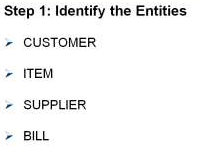 Step 1: Identify the Entities
CUSTOMER
ITEM
SUPPLIER
BILL